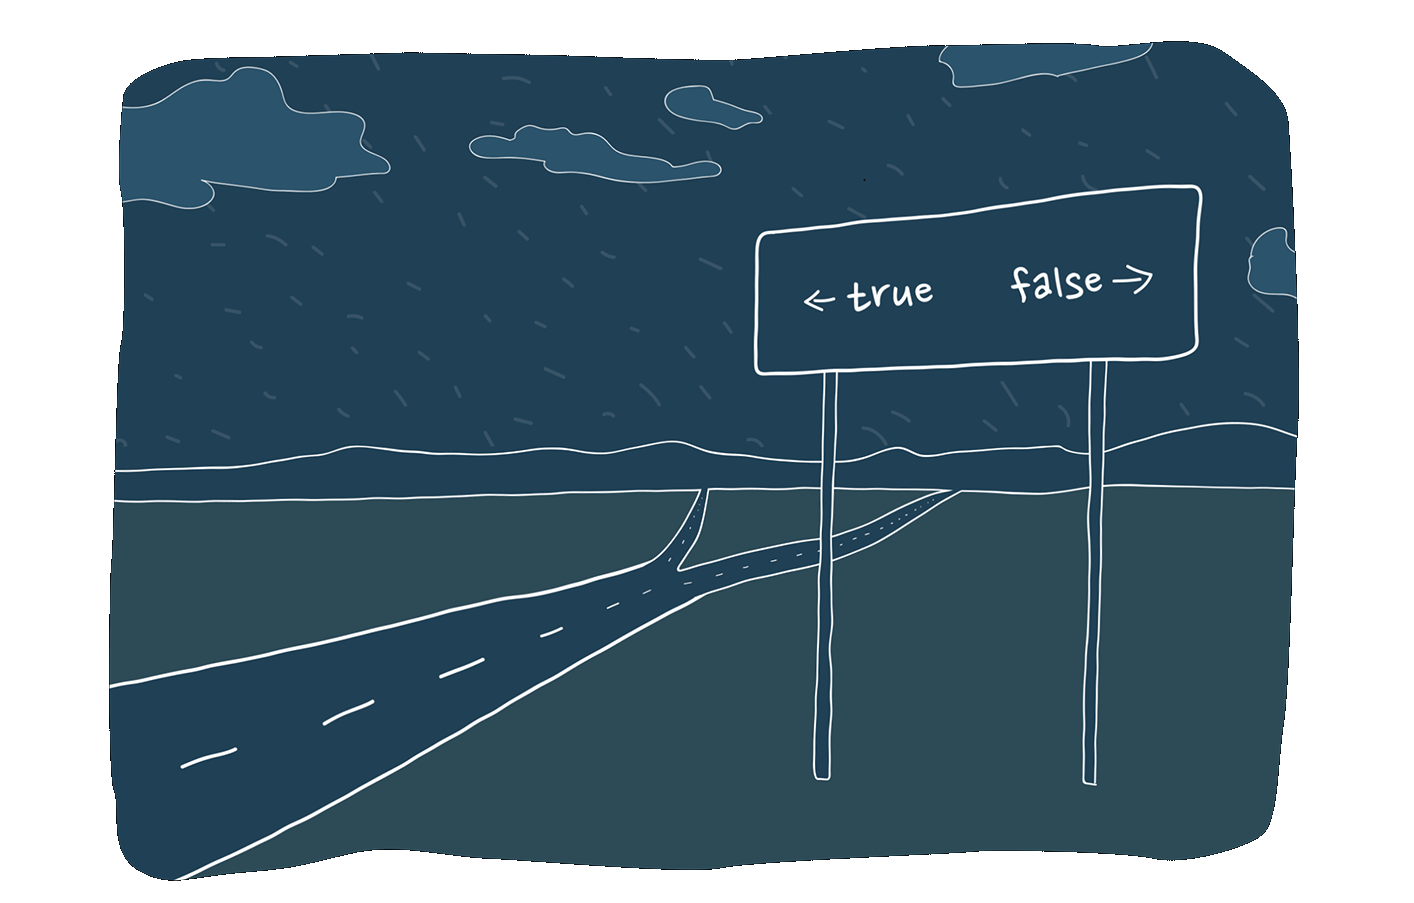 ← true false →